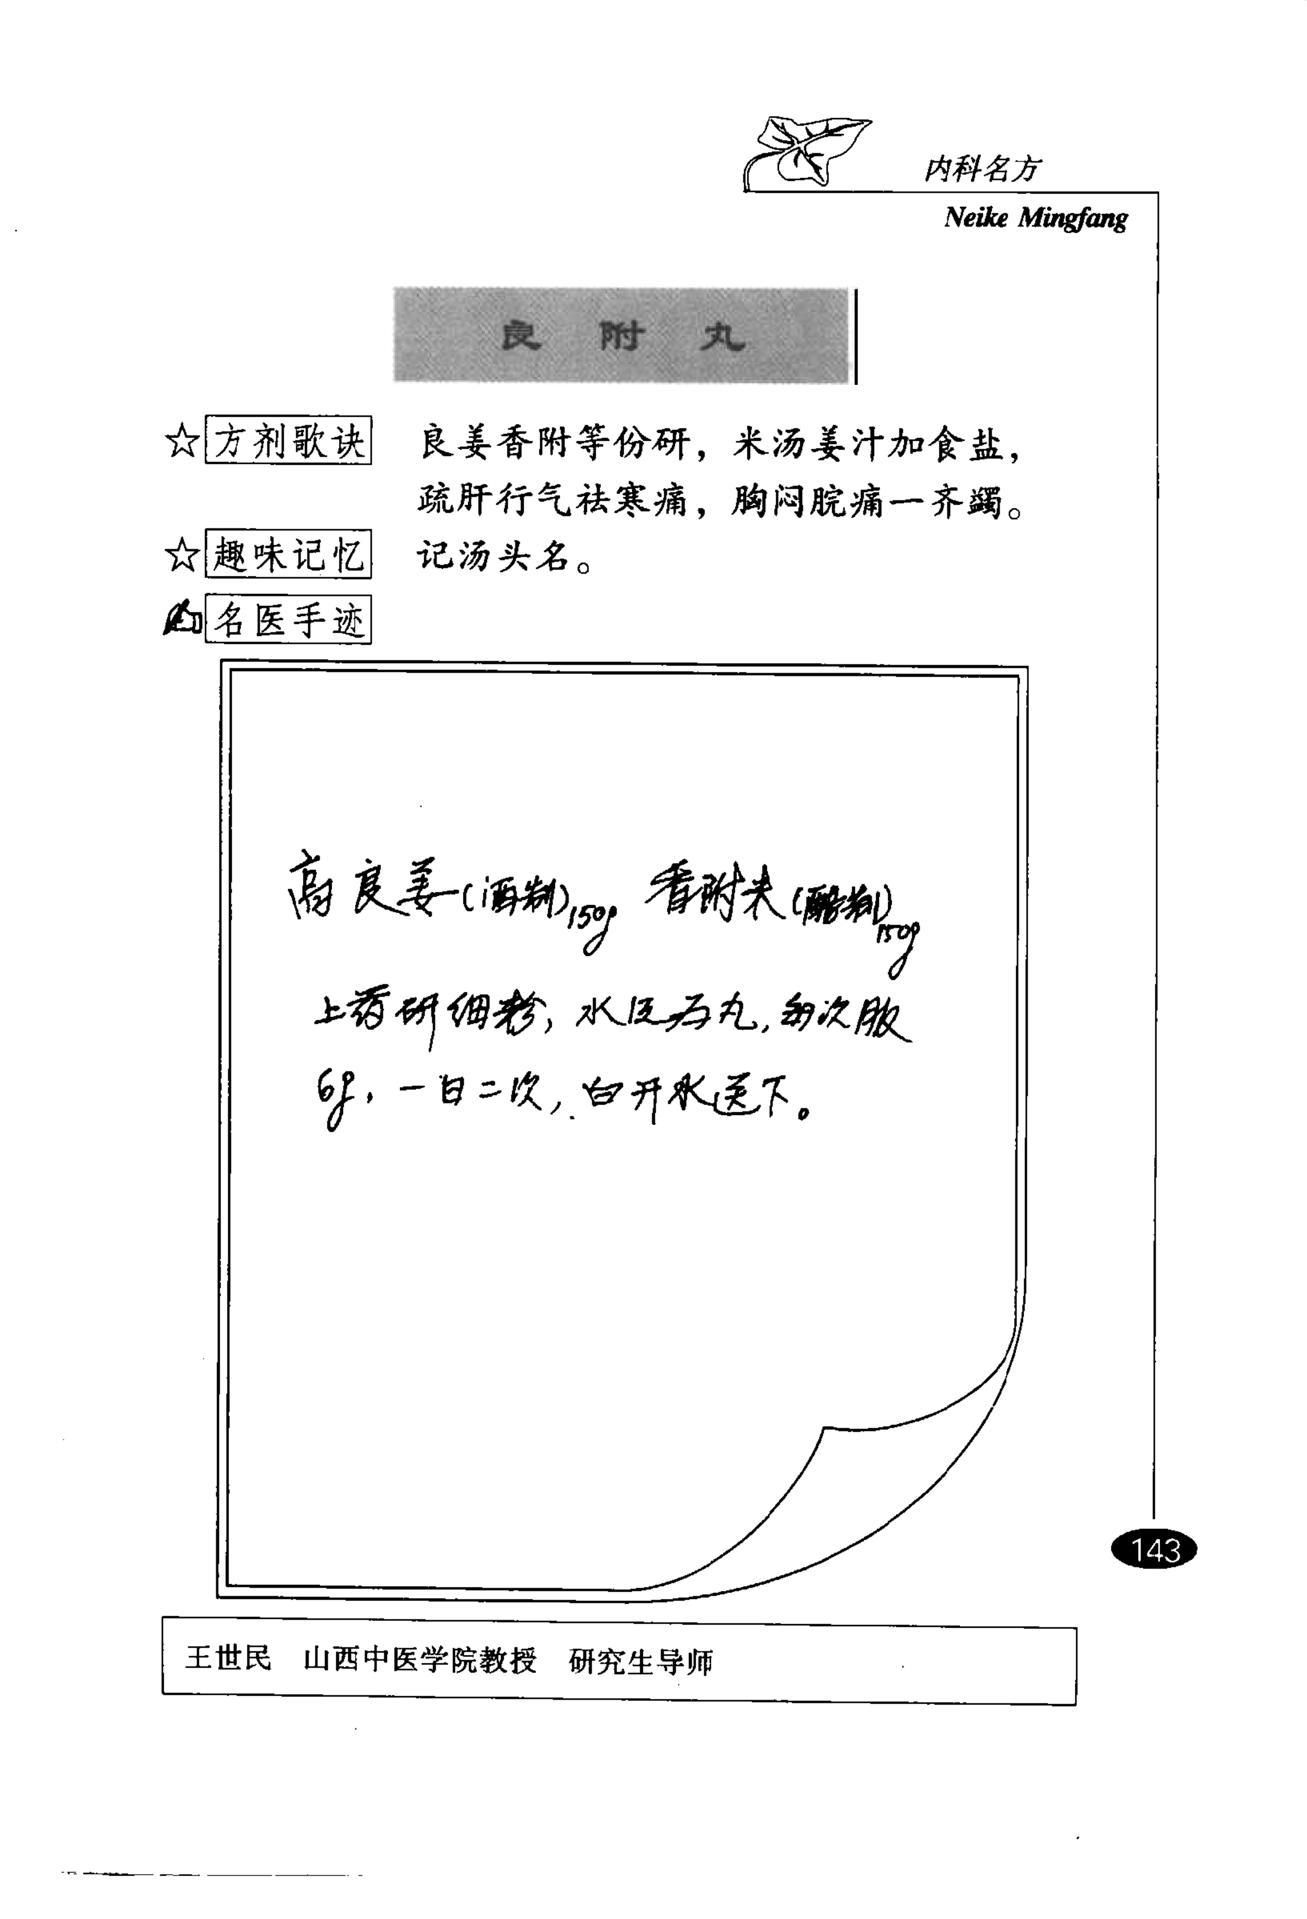 内科名方
Neike Mingfang
良附丸
☆方剂歌诀 良姜香附等份研，米汤姜汁加食盐，
疏肝行气祛寒痛，胸闷脘痛一齐蠲。
☆趣味记忆 记汤头名。
名医手迹
高良姜(酒制)150g 香附米(醋制)150g
上药研细粉，水泛为丸，每次服
6g，一日二次，白开水送下。
143
王世民 山西中医学院教授 研究生导师